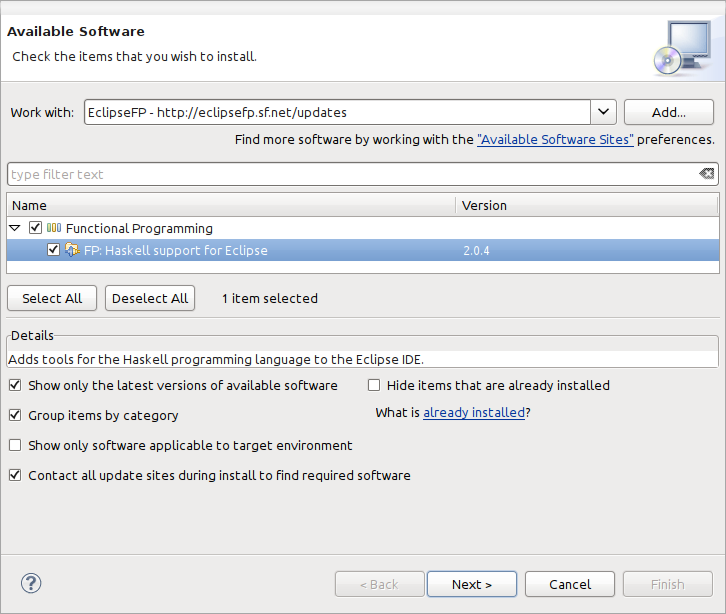 Available Software
Check the items that you wish to install.
Work with: EclipseFP - http://eclipsefp.sf.net/updates Add...
Find more software by working with the "Available Software Sites" preferences.
type filter text
Name Version
Functional Programming
FP: Haskell support for Eclipse 2.0.4
Select All Deselect All 1 item selected
Details
Adds tools for the Haskell programming language to the Eclipse IDE.
Show only the latest versions of available software Hide items that are already installed
Group items by category What is already installed?
Show only software applicable to target environment
Contact all update sites during install to find required software
? < Back Next > Cancel Finish